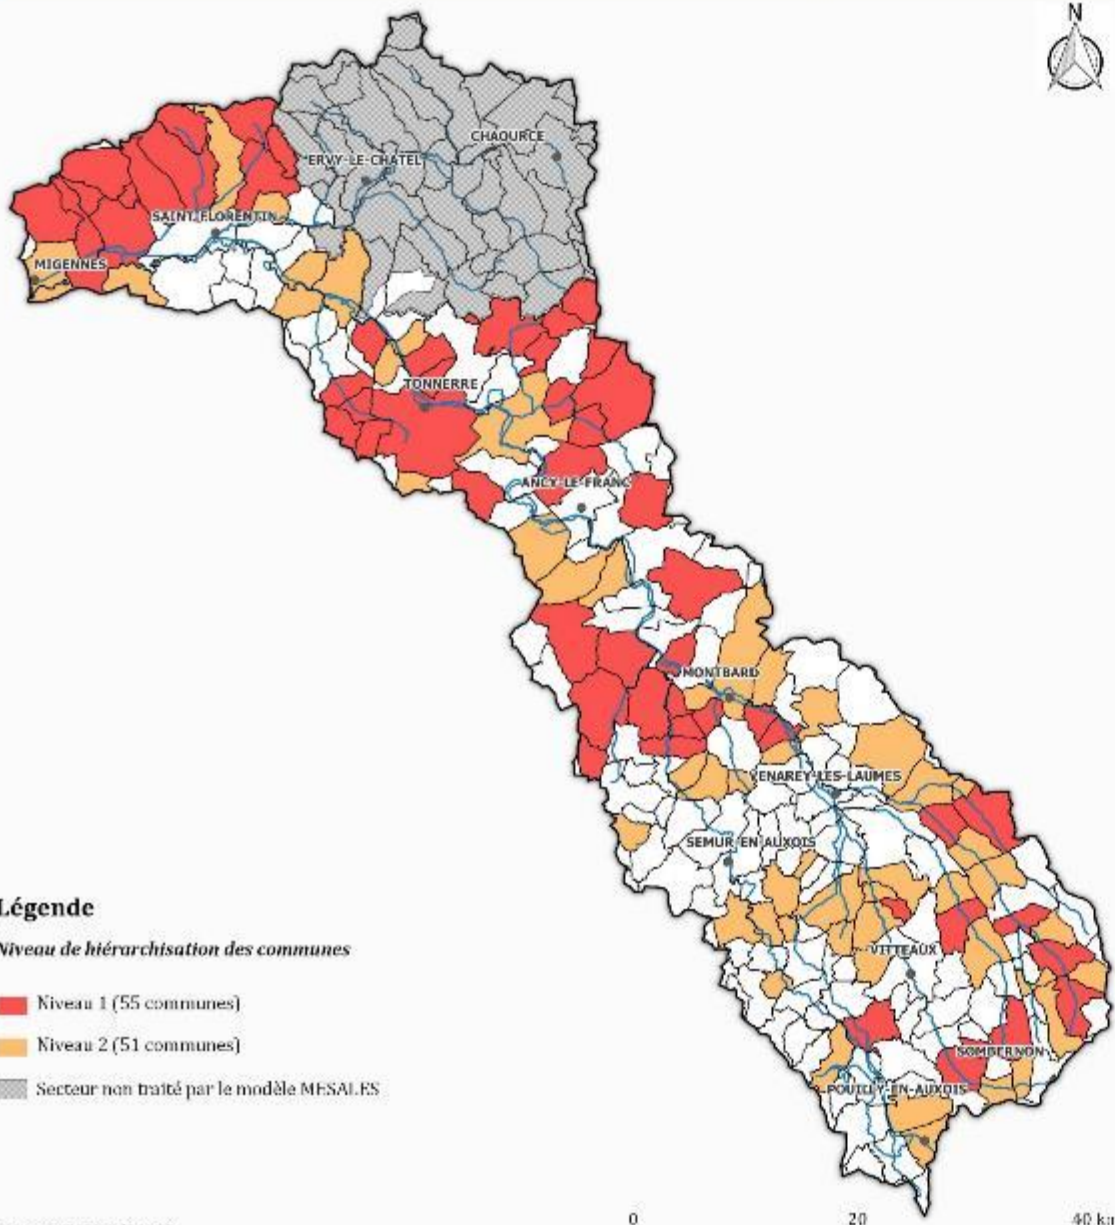 N
CHAOURCE
ERVY-LE-CHATEL
SAINT-FLORENTIN
MIGENNES
TONNERRE
ANCY-LE-FRANC
MONTBARD
VENAREY-LES-LAUMES
SEMUR-EN-AUXOIS
Légende
Niveau de hiérarchisation des communes
VITTEAUX
Niveau 1 (55 communes)
Niveau 2 (51 communes)
SOMBERNON
Secteur non traité par le modèle MESALES
POUILLY-EN-AUXOIS
0 20 40 km